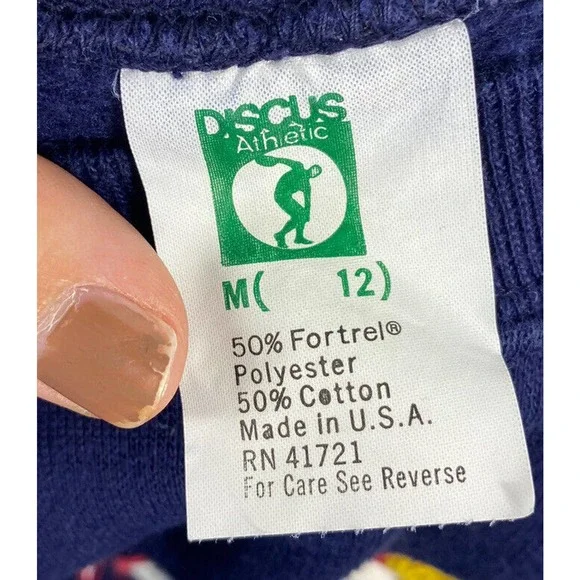 DISCUS
Athletic
M( 12)
50% Fortrel®
Polyester
50% Cotton
Made in U.S.A.
RN 41721
For Care See Reverse